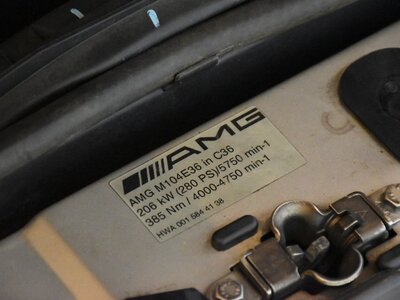 AMG
AMG M104E36 in C36
206 kW (280 PS)/5750 min-1
385 Nm / 4000-4750 min-1
HWA 001 584 41 38